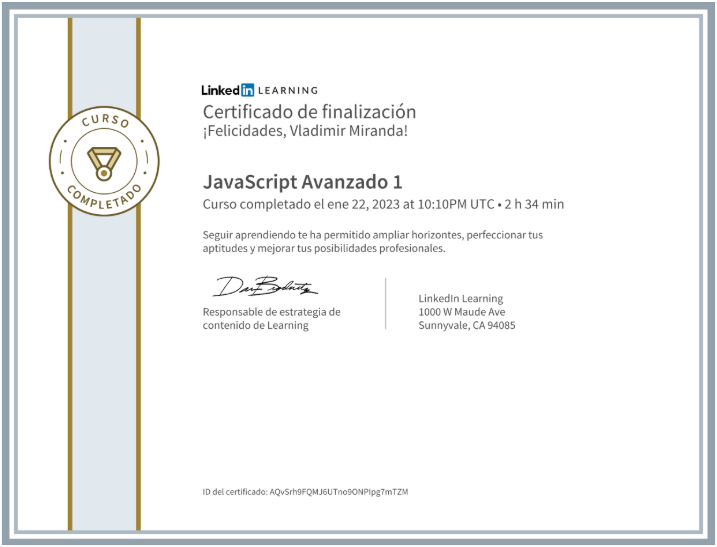 CURSO
COMPLETADO
Linked in LEARNING
Certificado de finalización
¡Felicidades, Vladimir Miranda!
JavaScript Avanzado 1
Curso completado el ene 22, 2023 at 10:10PM UTC • 2 h 34 min
Seguir aprendiendo te ha permitido ampliar horizontes, perfeccionar tus
aptitudes y mejorar tus posibilidades profesionales.
Responsable de estrategia de
contenido de Learning
LinkedIn Learning
1000 W Maude Ave
Sunnyvale, CA 94085
ID del certificado: AQvSrh9FQMJ6UTno9ONPIpg7mTZM